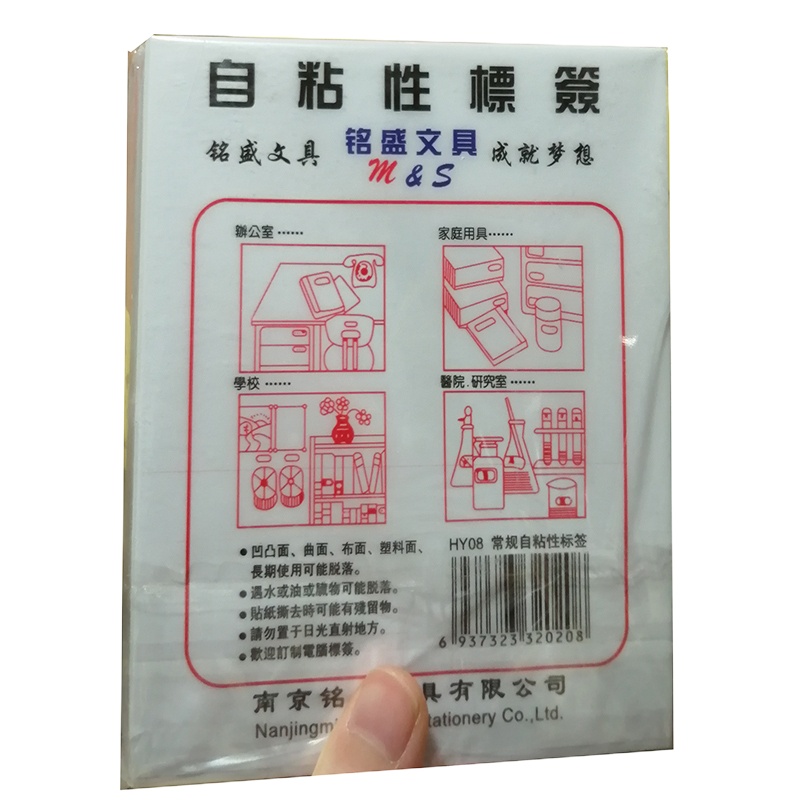 自粘性標簽
铭盛文具 铭盛文具 成就梦想
M & S
辦公室······
家庭用具······
學校······
醫院.研究室······
● 凹凸面、曲面、布面、塑料面、
長期使用可能脱落。
● 遇水或油或臟物可能脱落。
● 貼紙撕去時可能有殘留物。
● 請勿置于日光直射地方。
● 歡迎訂制電腦標簽。
HY08 常规自粘性标签
6 937323 320208
南京铭 具有限公司
Nanjingm tationery Co.,Ltd.